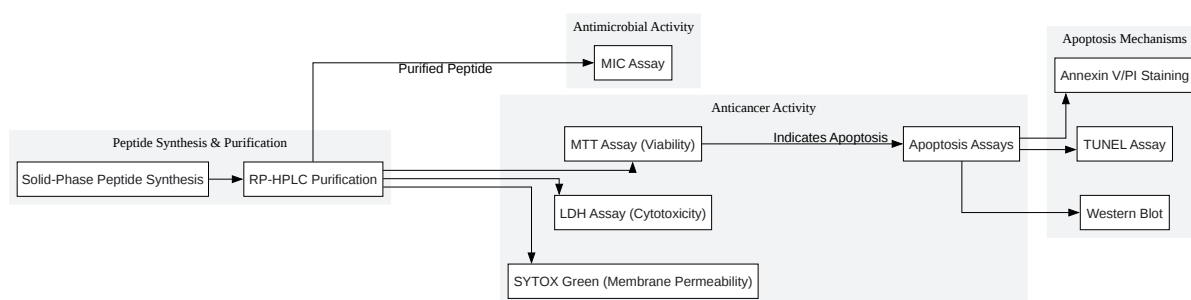 Antimicrobial Activity
MIC Assay
Purified Peptide
Apoptosis Mechanisms
Annexin V/PI Staining
TUNEL Assay
Western Blot
Anticancer Activity
MTT Assay (Viability)
Indicates Apoptosis
Apoptosis Assays
LDH Assay (Cytotoxicity)
SYTOX Green (Membrane Permeability)
Peptide Synthesis & Purification
Solid-Phase Peptide Synthesis
RP-HPLC Purification